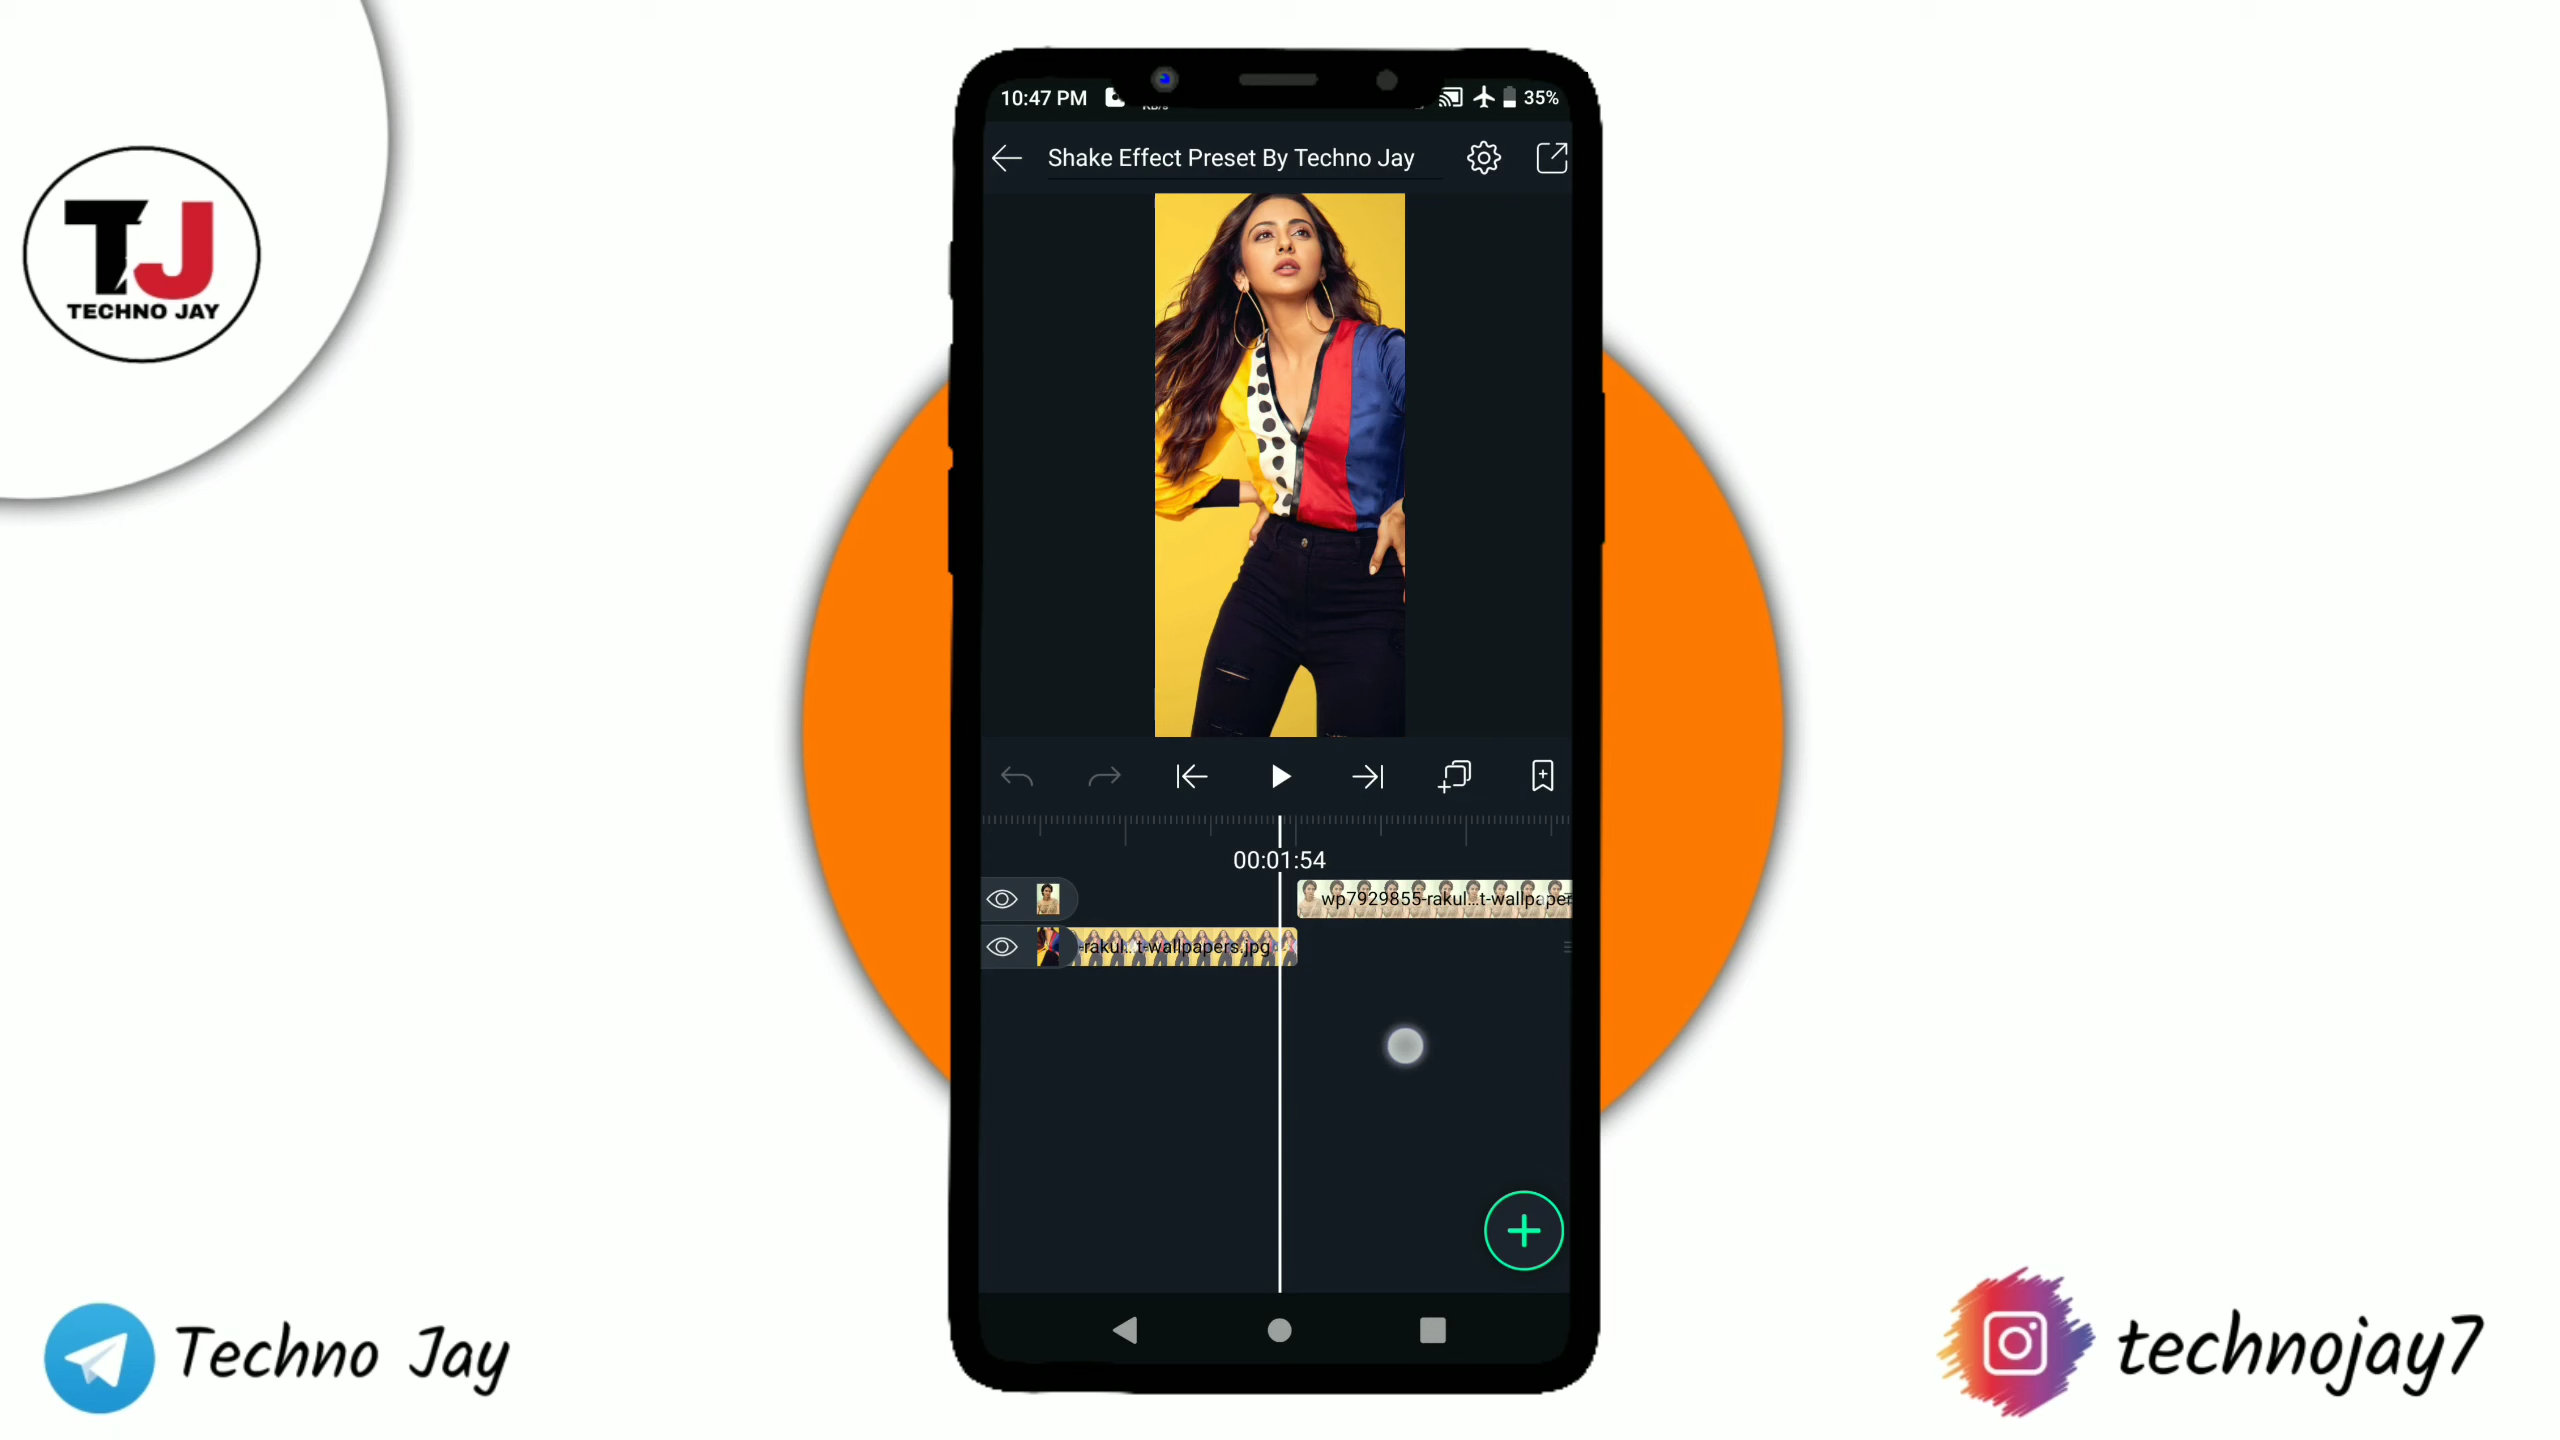 10:47 PM
35%
Shake Effect Preset By Techno Jay
TJ
TECHNO JAY
00:01:54
wp7929855-rakul...t-wallpaper
-rakul...t-wallpapers.jpg
Techno Jay
technojay7